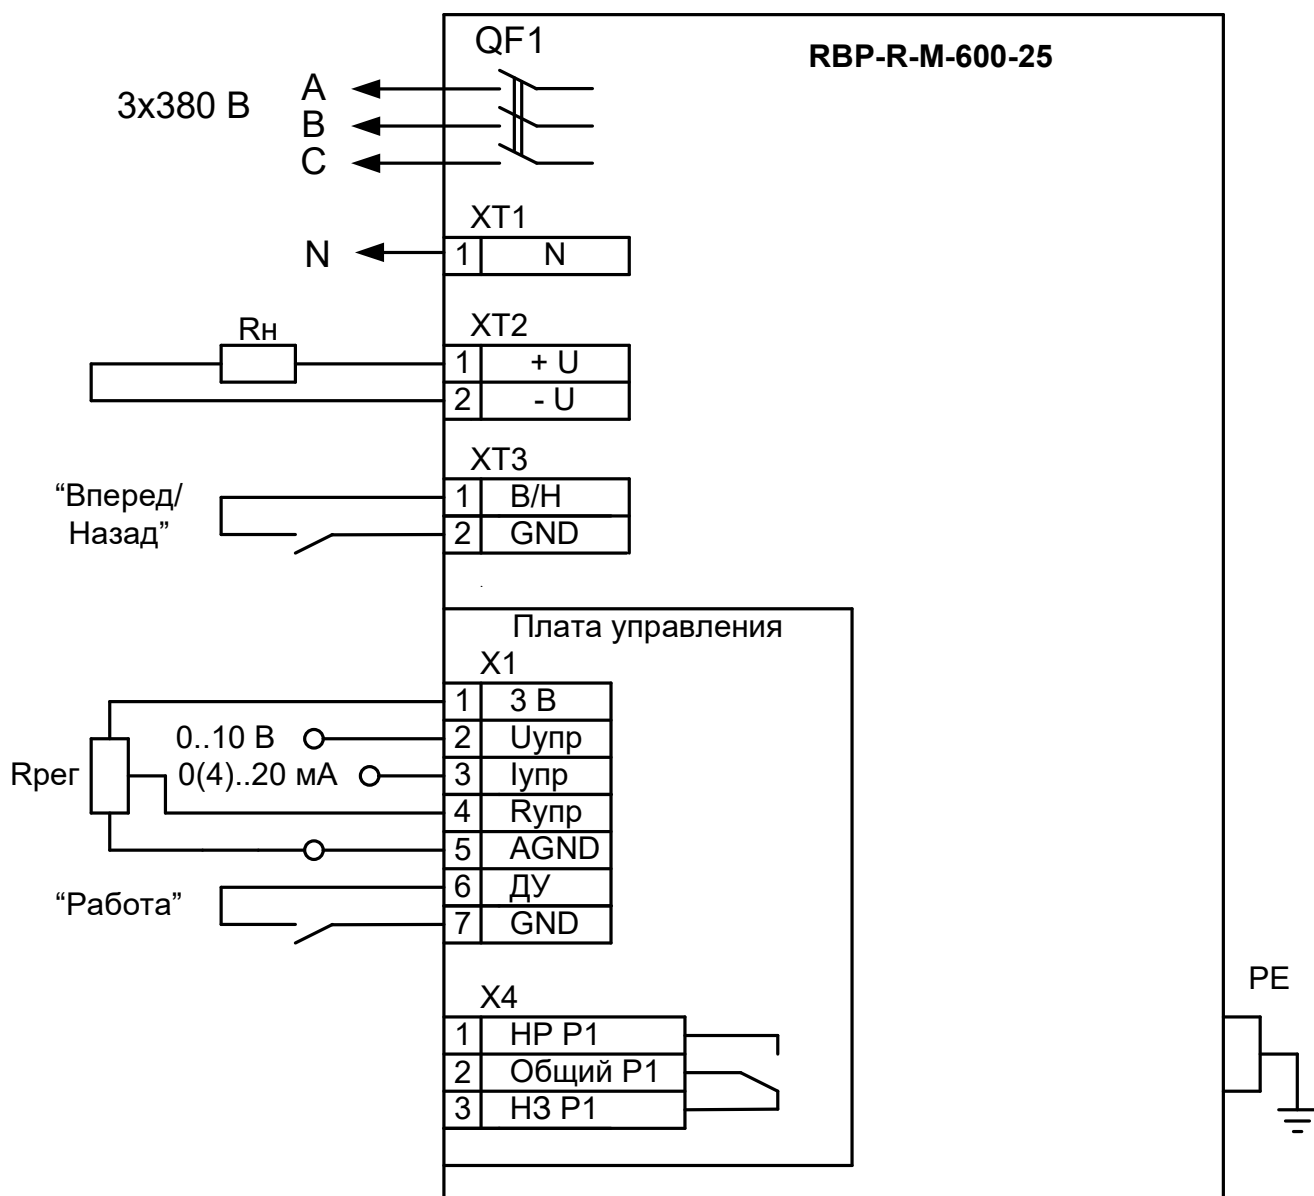 QF1
RBP-R-M-600-25
3x380 В
A
B
C
XT1
N
1 N
Rн
XT2
1 + U
2 - U
XT3
“Вперед/
Назад”
1 В/Н
2 GND
Плата управления
X1
1 3 В
0..10 В 2 Uупр
Rрег 0(4)..20 мА 3 Iупр
4 Rупр
5 AGND
“Работа” 6 ДУ
7 GND
PE
X4
1 НР Р1
2 Общий Р1
3 НЗ Р1